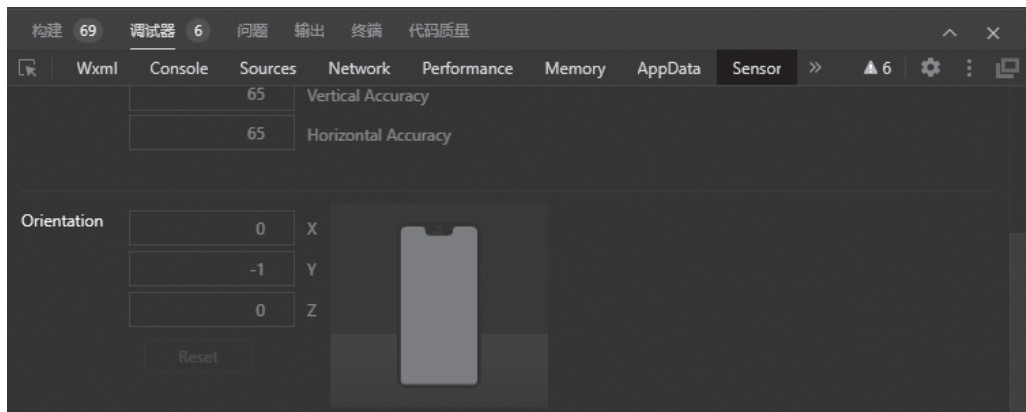 构建 69 调试器 6 问题 输出 终端 代码质量
Wxml Console Sources Network Performance Memory AppData Sensor » 6
65 Vertical Accuracy
65 Horizontal Accuracy
Orientation 0 X
-1 Y
0 Z
Reset